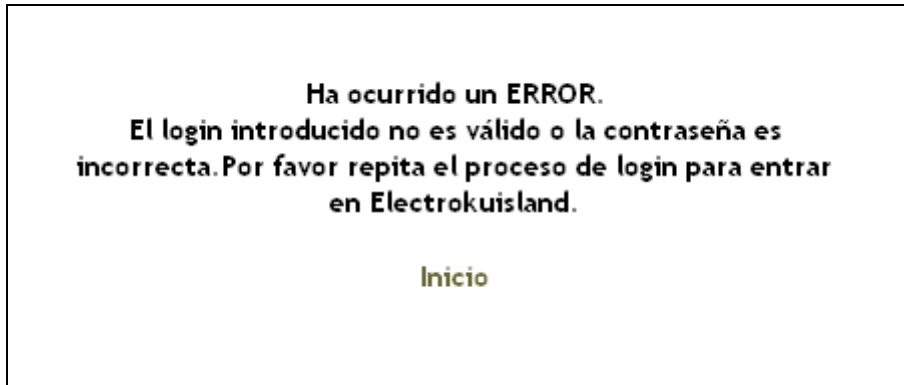 Ha ocurrido un ERROR.
El login introducido no es válido o la contraseña es
incorrecta.Por favor repita el proceso de login para entrar
en Electrokuisland.
Inicio